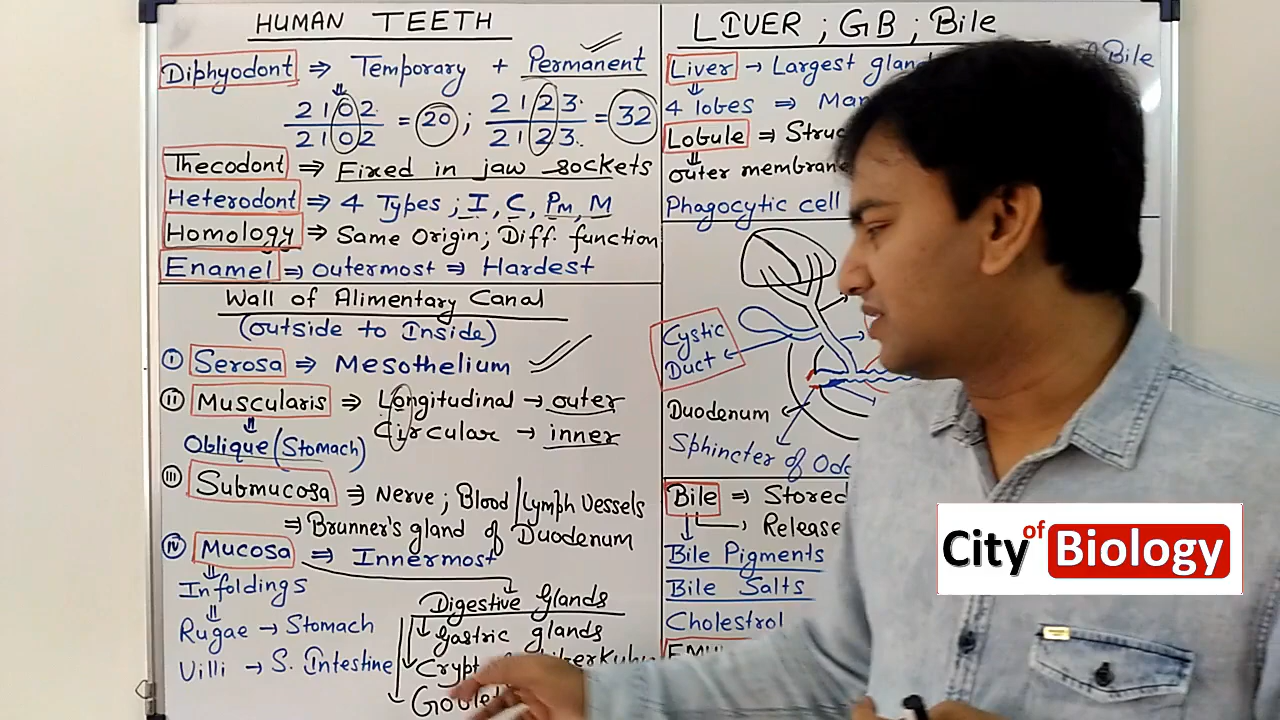 HUMAN TEETH
Diphyodont ⇒ Temporary + Permanent
2 1 0 2 / 2 1 0 2 = 20 ; 2 1 2 3 / 2 1 2 3 = 32
Thecodont ⇒ Fixed in jaw sockets
Heterodont ⇒ 4 Types ; I, C, PM, M
Homology ⇒ Same Origin; Diff. function
Enamel ⇒ outermost ⇒ Hardest
Wall of Alimentary Canal
(outside to Inside)
I Serosa ⇒ Mesothelium
II Muscularis ⇒ Longitudinal → outer
Circular → inner
Oblique (Stomach)
III Submucosa ⇒ Nerve ; Blood / Lymph Vessels
⇒ Brunner's gland of Duodenum
IV Mucosa ⇒ Innermost
Infoldings
Rugae → Stomach
Villi → S. Intestine
Digestive Glands
Gastric glands
LIVER ; GB ; Bile
Liver → Largest
Bile
4 lobes ⇒
Lobule ⇒
outer membrane
Phagocytic cell
Cystic
Duct
Duodenum
Sphincter of
Bile ⇒ Stored
Release
Bile Pigments
Bile Salts
Cholestrol
City of Biology